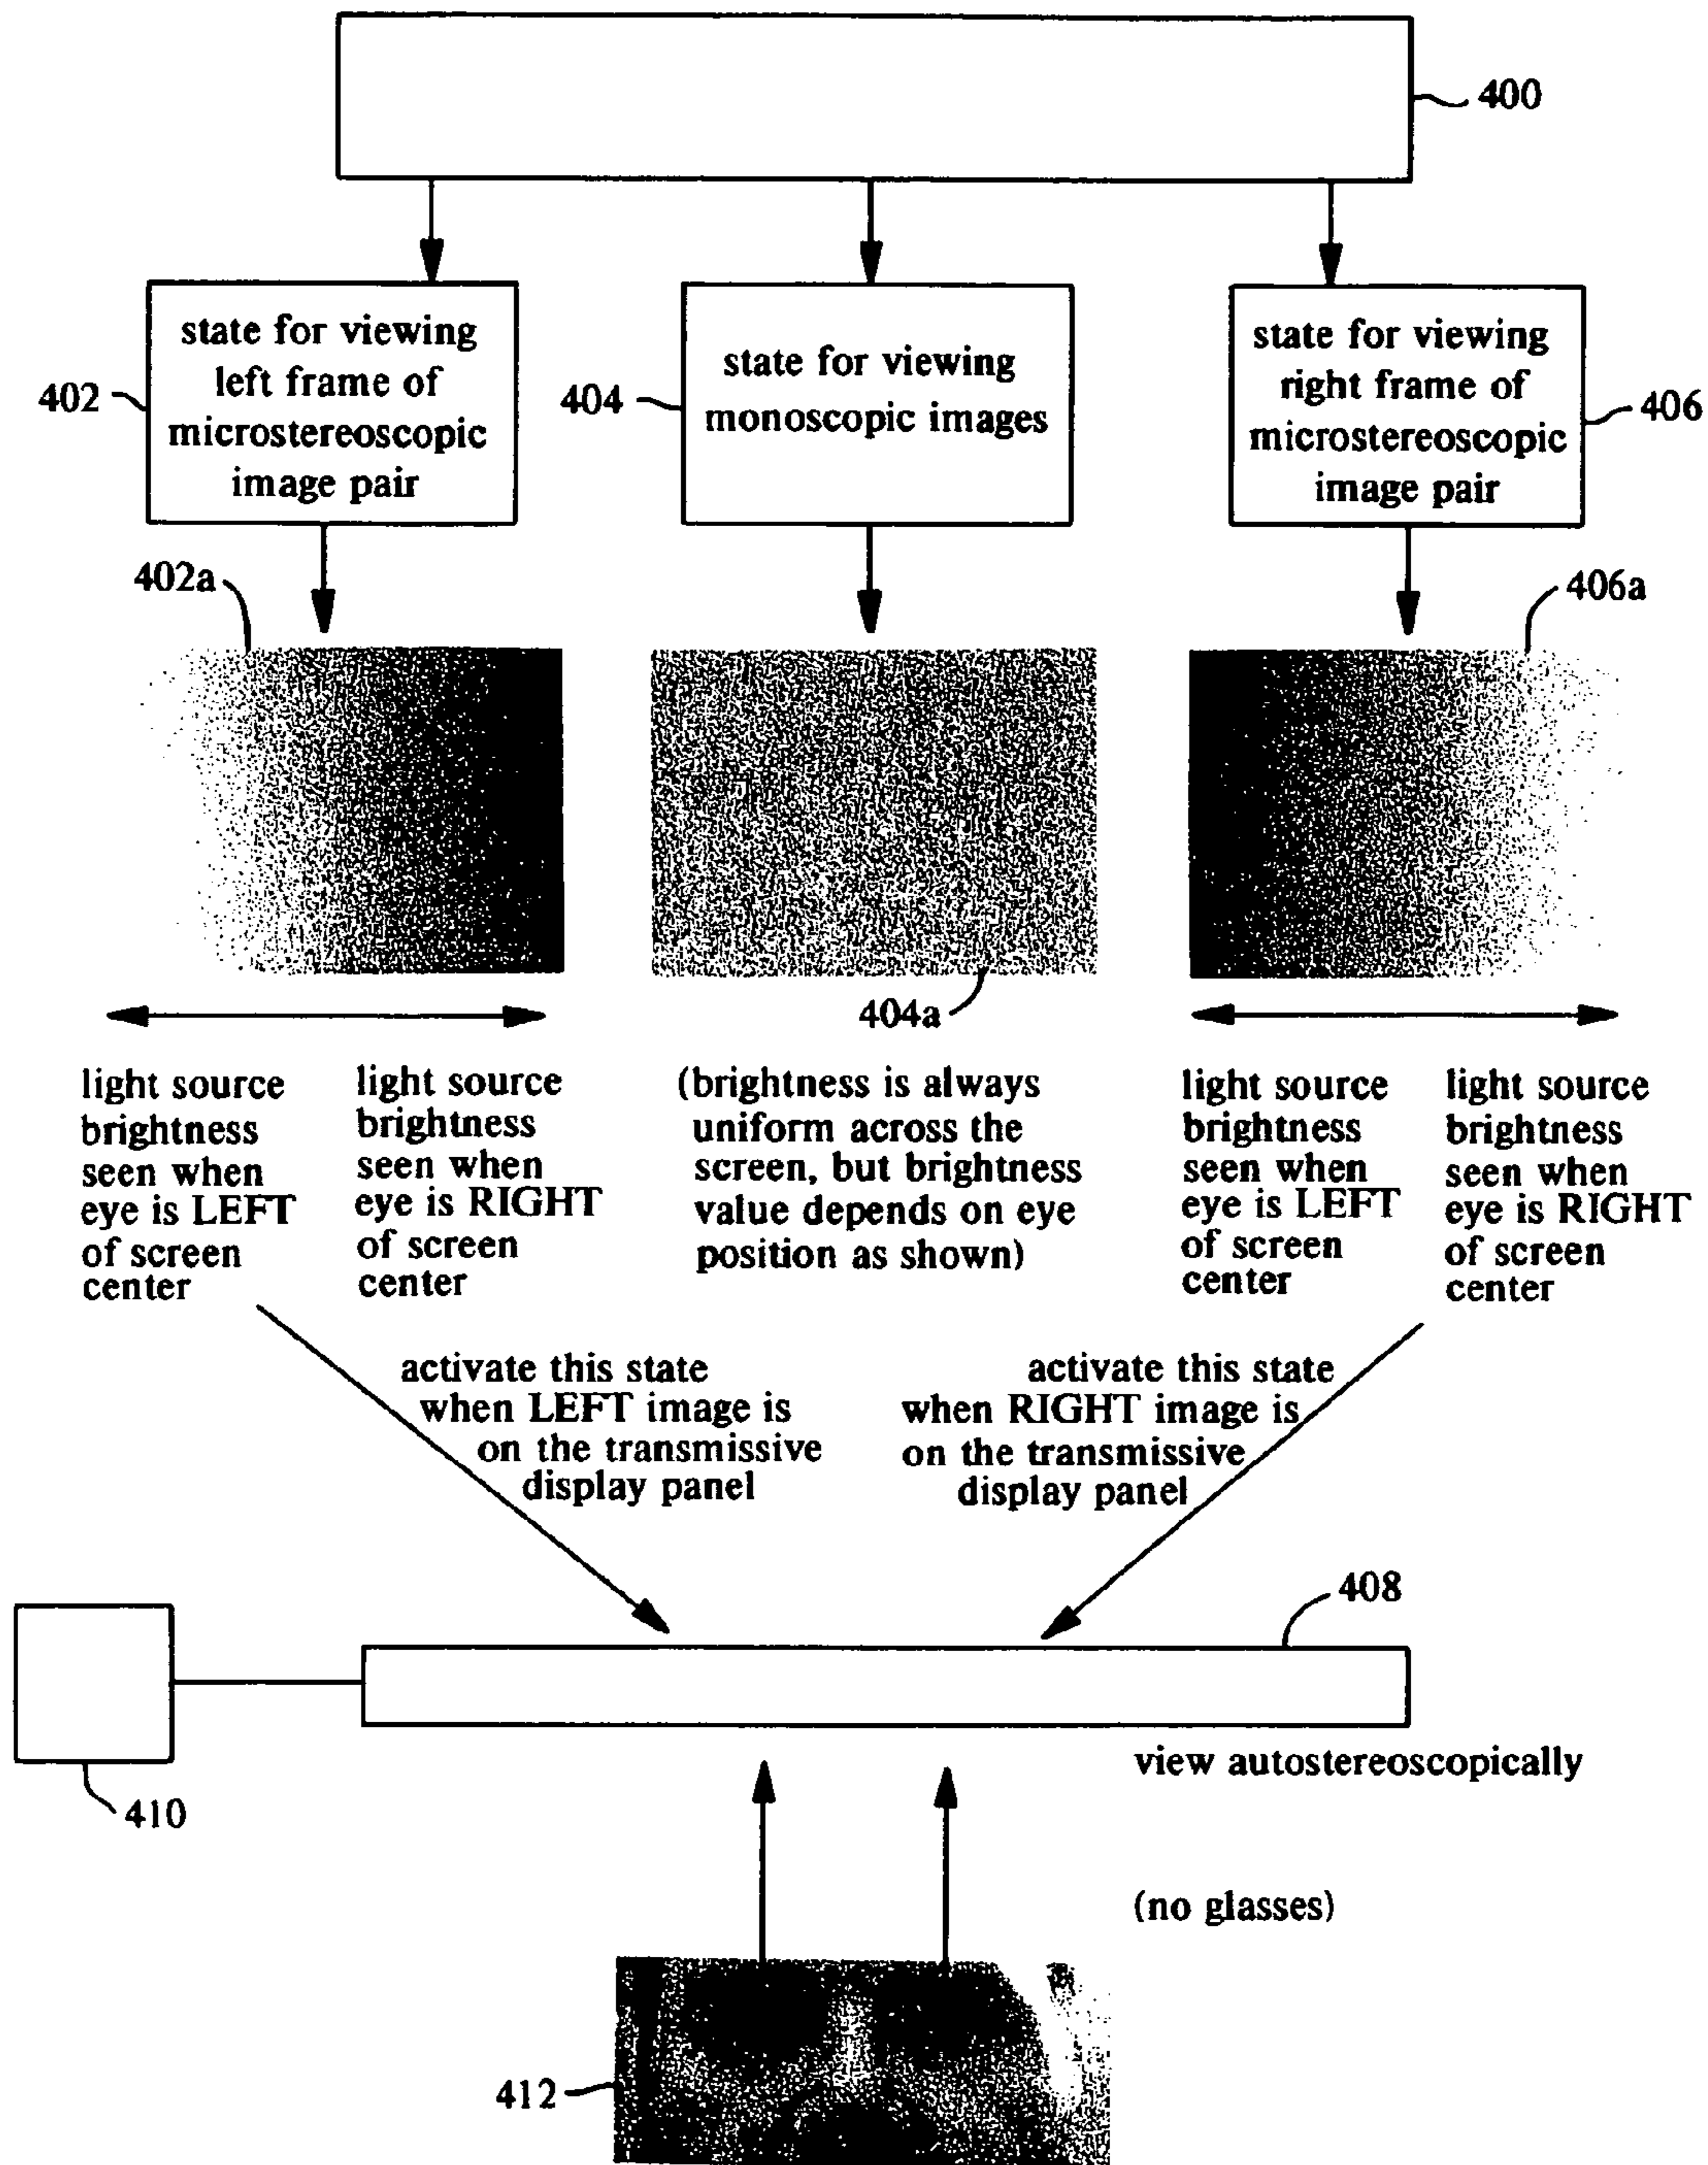 400
state for viewing
left frame of
microstereoscopic
image pair
402
state for viewing
monoscopic images
404
state for viewing
right frame of
microstereoscopic
image pair
406
402a
406a
404a
light source
brightness
seen when
eye is LEFT
of screen
center
light source
brightness
seen when
eye is RIGHT
of screen
center
(brightness is always
uniform across the
screen, but brightness
value depends on eye
position as shown)
light source
brightness
seen when
eye is LEFT
of screen
center
light source
brightness
seen when
eye is RIGHT
of screen
center
activate this state
when LEFT image is
on the transmissive
display panel
activate this state
when RIGHT image is
on the transmissive
display panel
408
410
view autostereoscopically
(no glasses)
412